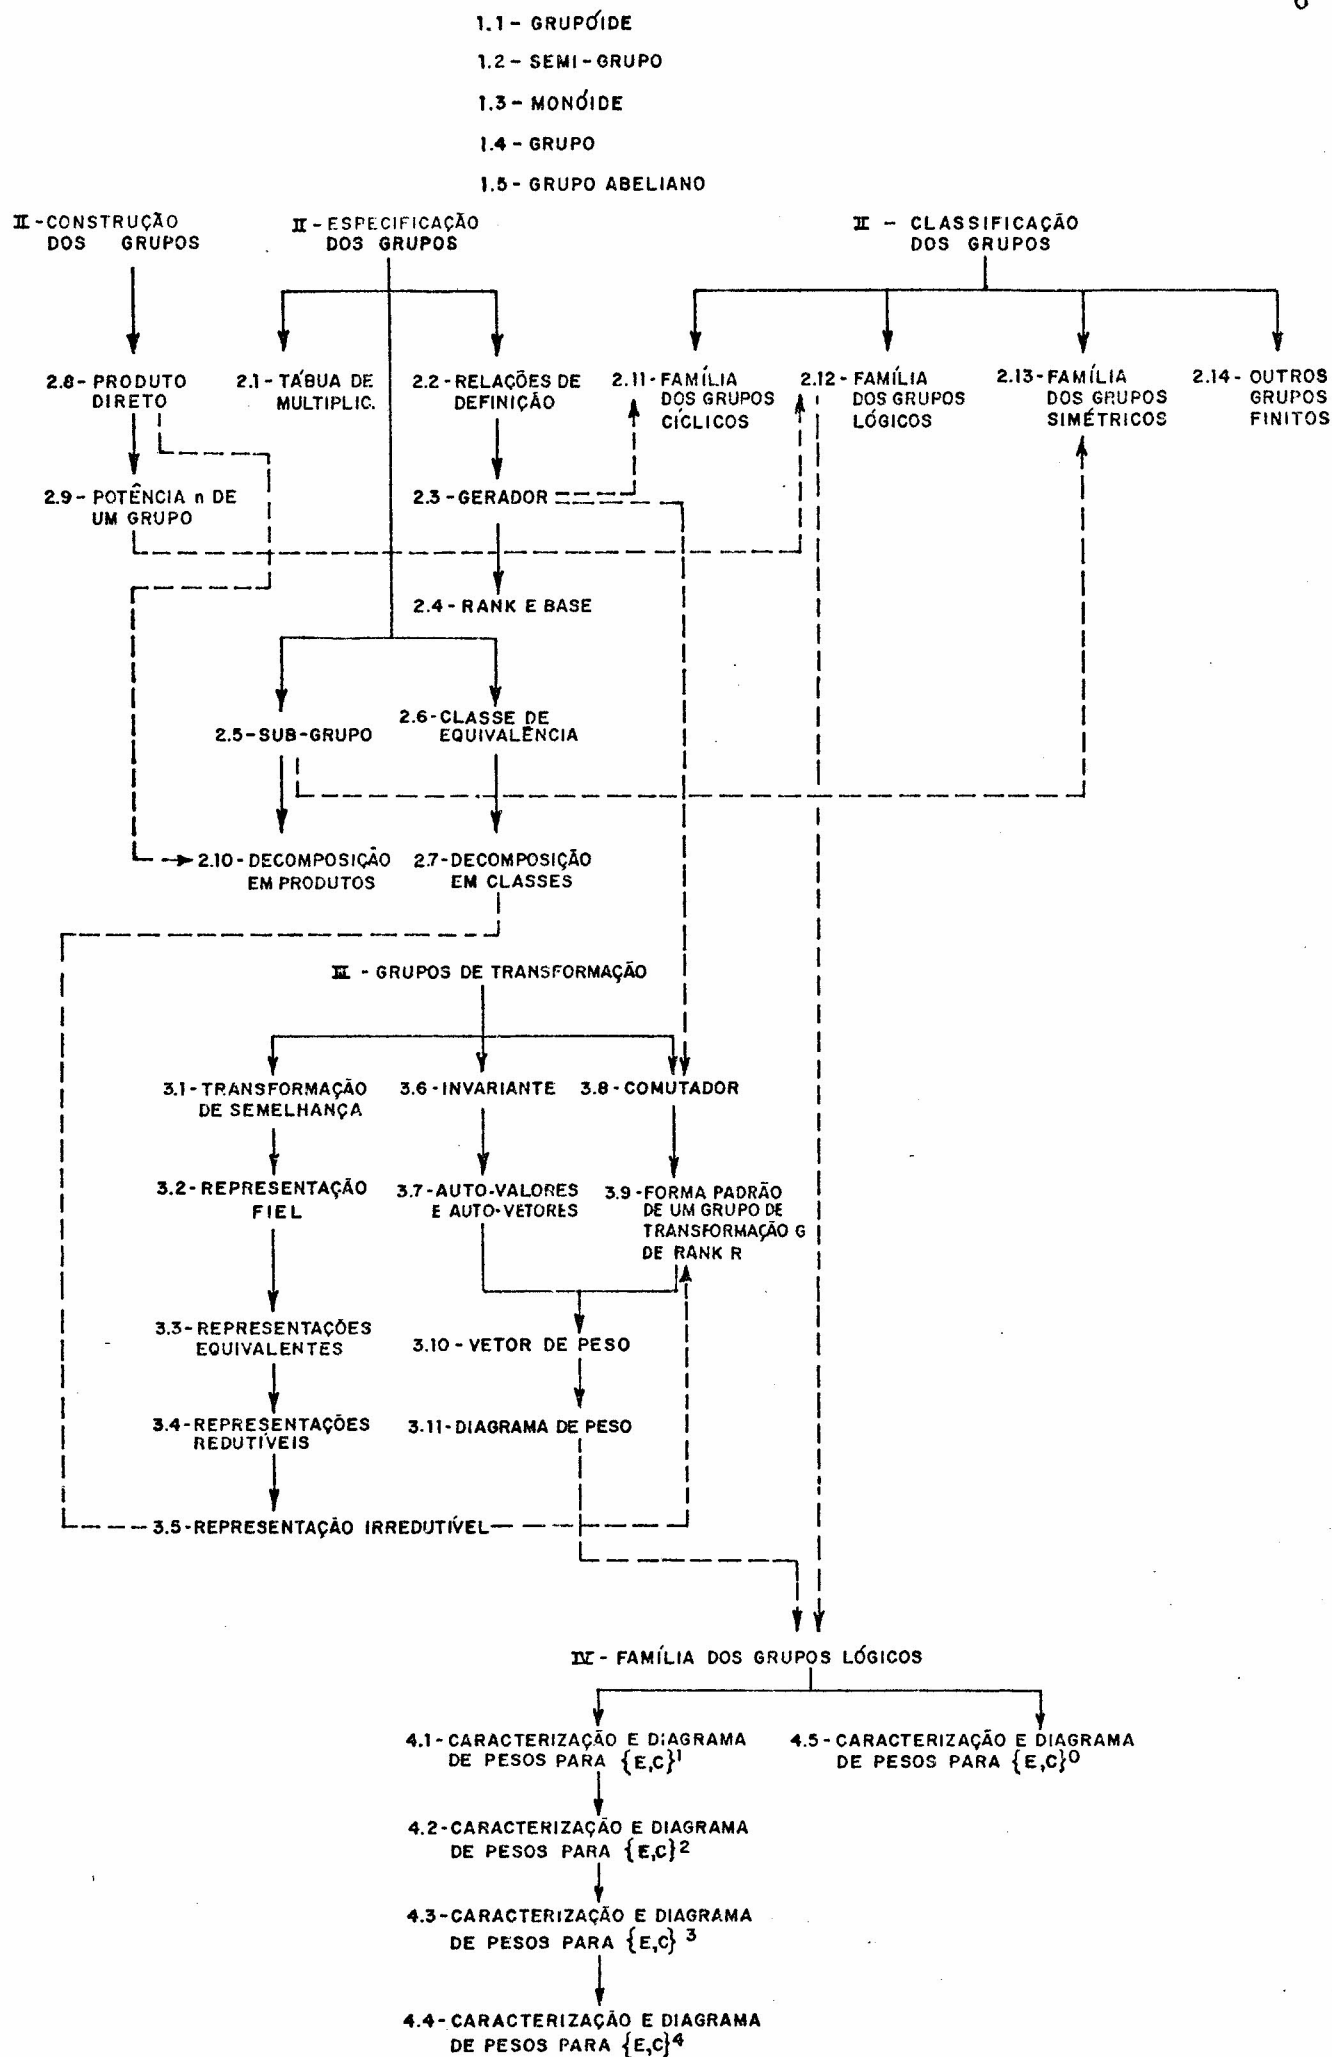 6
1.1 - GRUPÓIDE
1.2 - SEMI - GRUPO
1.3 - MONÓIDE
1.4 - GRUPO
1.5 - GRUPO ABELIANO
II - CONSTRUÇÃO
DOS GRUPOS
II - ESPECIFICAÇÃO
DOS GRUPOS
II - CLASSIFICAÇÃO
DOS GRUPOS
2.8 - PRODUTO
DIRETO
2.1 - TÁBUA DE
MULTIPLIC.
2.2 - RELAÇÕES DE
DEFINIÇÃO
2.11 - FAMÍLIA
DOS GRUPOS
CÍCLICOS
2.12 - FAMÍLIA
DOS GRUPOS
LÓGICOS
2.13 - FAMÍLIA
DOS GRUPOS
SIMÉTRICOS
2.14 - OUTROS
GRUPOS
FINITOS
2.9 - POTÊNCIA n DE
UM GRUPO
2.3 - GERADOR
2.4 - RANK E BASE
2.5 - SUB-GRUPO
2.6 - CLASSE DE
EQUIVALÊNCIA
2.10 - DECOMPOSIÇÃO
EM PRODUTOS
2.7 - DECOMPOSIÇÃO
EM CLASSES
III - GRUPOS DE TRANSFORMAÇÃO
3.1 - TRANSFORMAÇÃO
DE SEMELHANÇA
3.6 - INVARIANTE
3.8 - COMUTADOR
3.2 - REPRESENTAÇÃO
FIEL
3.7 - AUTO-VALORES
E AUTO-VETORES
3.9 - FORMA PADRÃO
DE UM GRUPO DE
TRANSFORMAÇÃO G
DE RANK R
3.3 - REPRESENTAÇÕES
EQUIVALENTES
3.10 - VETOR DE PESO
3.4 - REPRESENTAÇÕES
REDUTÍVEIS
3.11 - DIAGRAMA DE PESO
3.5 - REPRESENTAÇÃO IRREDUTÍVEL
IV - FAMÍLIA DOS GRUPOS LÓGICOS
4.1 - CARACTERIZAÇÃO E DIAGRAMA
DE PESOS PARA {E,C}¹
4.5 - CARACTERIZAÇÃO E DIAGRAMA
DE PESOS PARA {E,C}⁰
4.2 - CARACTERIZAÇÃO E DIAGRAMA
DE PESOS PARA {E,C}²
4.3 - CARACTERIZAÇÃO E DIAGRAMA
DE PESOS PARA {E,C}³
4.4 - CARACTERIZAÇÃO E DIAGRAMA
DE PESOS PARA {E,C}⁴